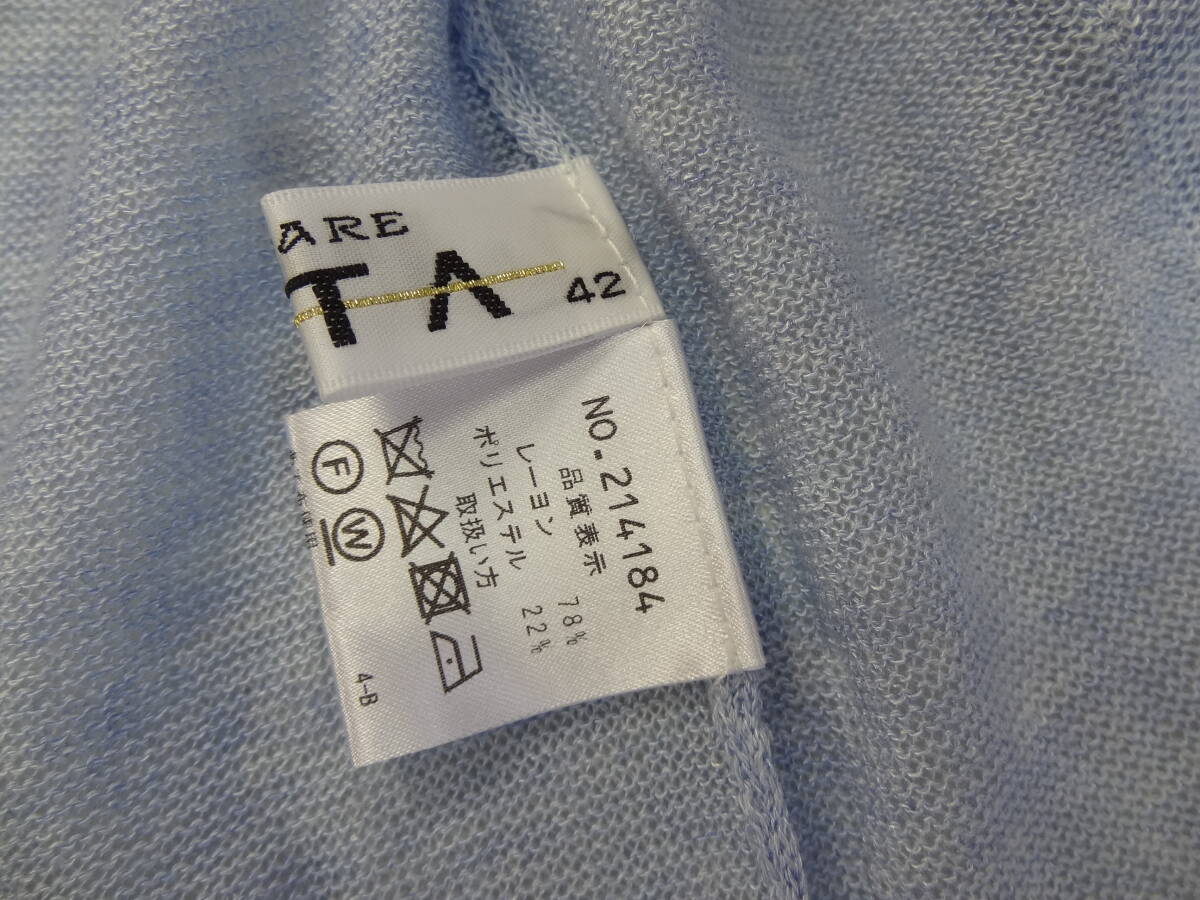 ARE
TA
42
NO.214184
品質表示
レーヨン 78%
ポリエステル 22%
取扱い方
F W
4-B